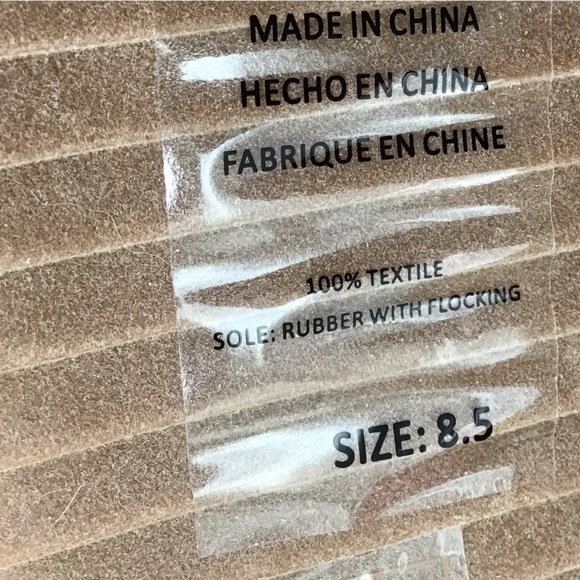 MADE IN CHINA
HECHO EN CHINA
FABRIQUE EN CHINE
100% TEXTILE
SOLE: RUBBER WITH FLOCKING
SIZE: 8.5